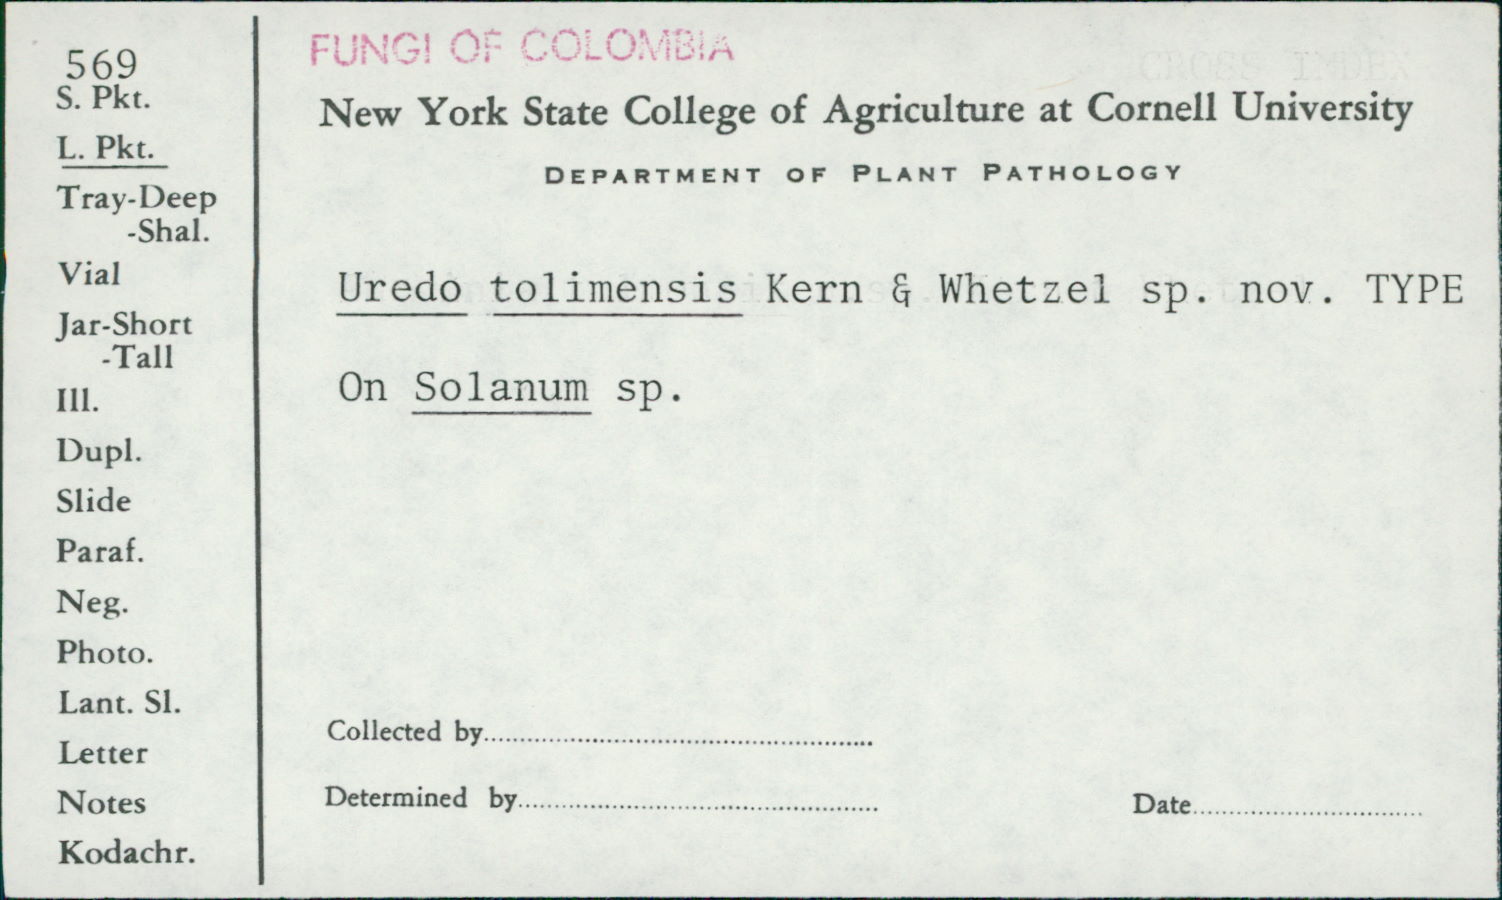 569
S. Pkt.
L. Pkt.
Tray-Deep
-Shal.
Vial
Jar-Short
-Tall
Ill.
Dupl.
Slide
Paraf.
Neg.
Photo.
Lant. Sl.
Letter
Notes
Kodachr.
FUNGI OF COLOMBIA
CROSS INDEX
New York State College of Agriculture at Cornell University
DEPARTMENT OF PLANT PATHOLOGY
Uredo tolimensis Kern & Whetzel sp. nov. TYPE
On Solanum sp.
Collected by
Determined by
Date